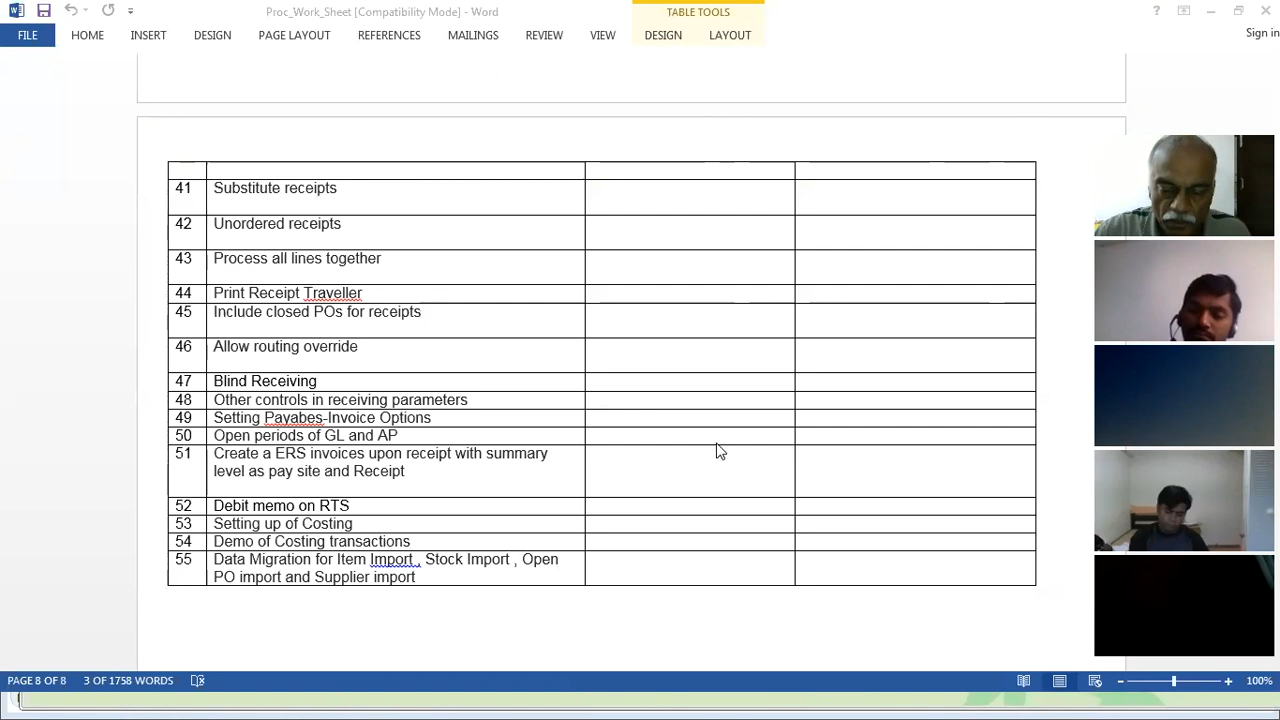 Proc_Work_Sheet [Compatibility Mode] - Word
TABLE TOOLS
?
FILE HOME INSERT DESIGN PAGE LAYOUT REFERENCES MAILINGS REVIEW VIEW DESIGN LAYOUT
Sign in
41 Substitute receipts
42 Unordered receipts
43 Process all lines together
44 Print Receipt Traveller
45 Include closed POs for receipts
46 Allow routing override
47 Blind Receiving
48 Other controls in receiving parameters
49 Setting Payabes-Invoice Options
50 Open periods of GL and AP
51 Create a ERS invoices upon receipt with summary
level as pay site and Receipt
52 Debit memo on RTS
53 Setting up of Costing
54 Demo of Costing transactions
55 Data Migration for Item Import , Stock Import , Open
PO import and Supplier import
PAGE 8 OF 8 3 OF 1758 WORDS 100%